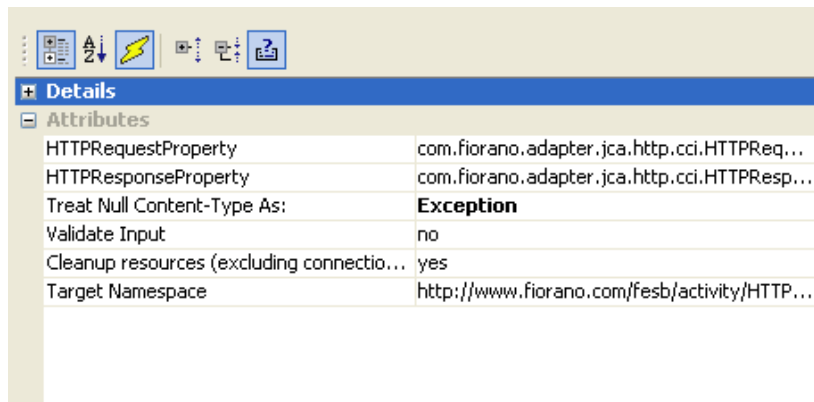 A
Z
Details
Attributes
HTTPRequestProperty com.fiorano.adapter.jca.http.cci.HTTPReq...
HTTPResponseProperty com.fiorano.adapter.jca.http.cci.HTTPResp...
Treat Null Content-Type As: Exception
Validate Input no
Cleanup resources (excluding connectio... yes
Target Namespace http://www.fiorano.com/fesb/activity/HTTP...